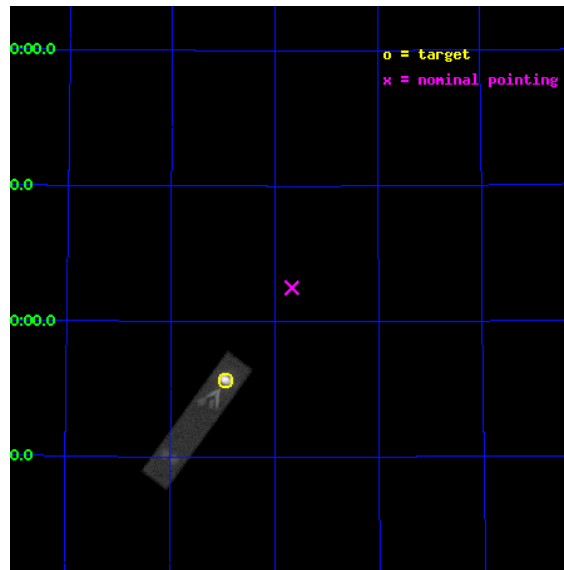 0:00.0
o = target
x = nominal pointing
0.0
0:00.0
0.0